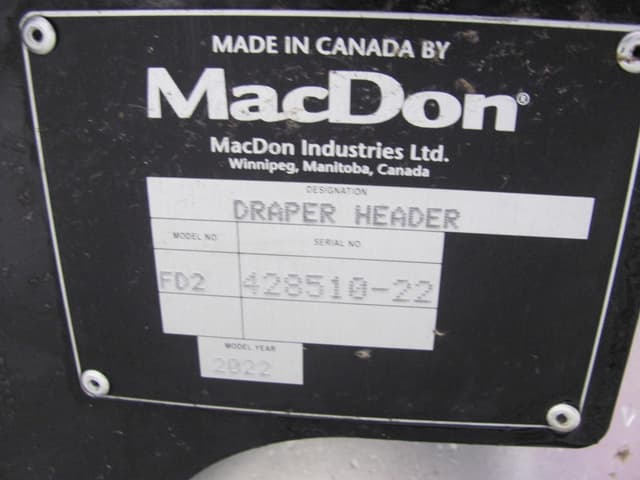 MADE IN CANADA BY
MacDon®
MacDon Industries Ltd.
Winnipeg, Manitoba, Canada
DESIGNATION
DRAPER HEADER
MODEL NO. SERIAL NO.
FD2 428510-22
MODEL YEAR
2022